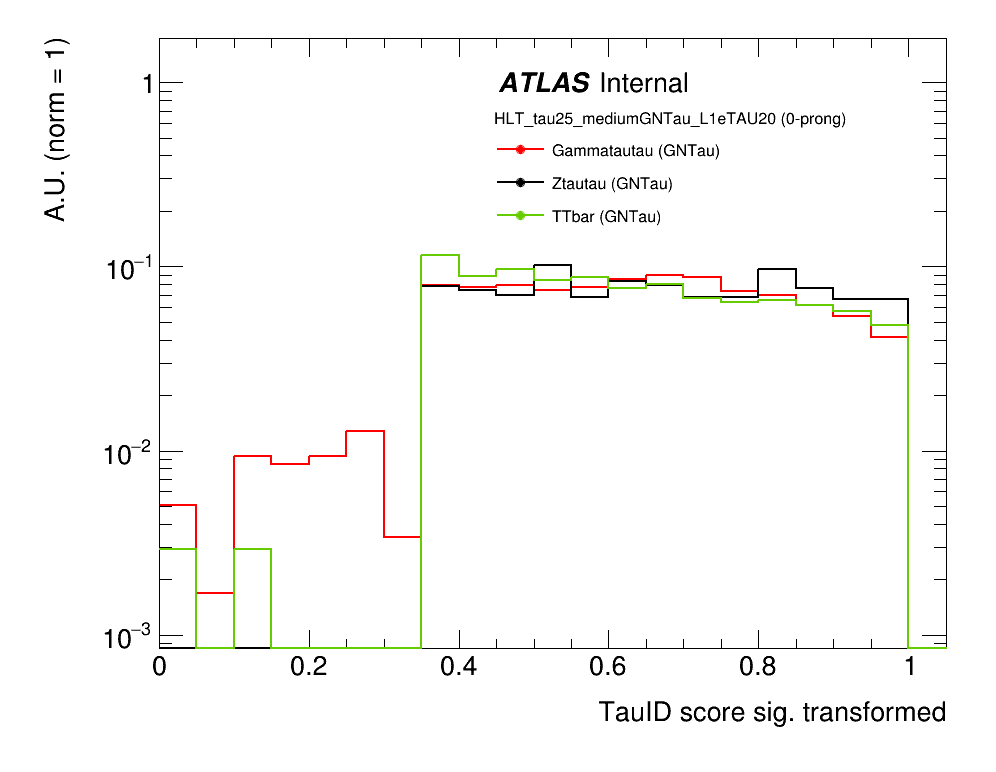 A.U. (norm = 1)
ATLAS Internal
HLT_tau25_mediumGNTau_L1eTAU20 (0-prong)
Gammatautau (GNTau)
Ztautau (GNTau)
TTbar (GNTau)
1
10⁻¹
10⁻²
10⁻³
0 0.2 0.4 0.6 0.8 1
TauID score sig. transformed